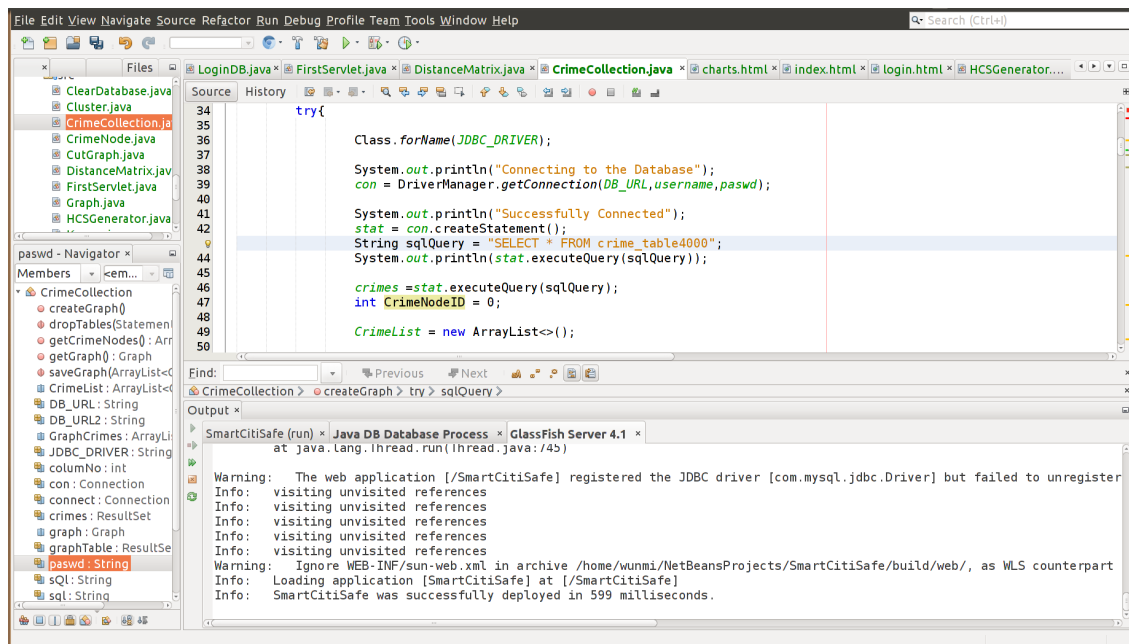 File Edit View Navigate Source Refactor Run Debug Profile Team Tools Window Help
Search (Ctrl+I)
Files
ClearDatabase.java
Cluster.java
CrimeCollection.ja
CrimeNode.java
CutGraph.java
DistanceMatrix.jav
FirstServlet.java
Graph.java
HCSGenerator.java
paswd - Navigator
Members <em...
CrimeCollection
createGraph()
dropTables(Statement
getCrimeNodes() : Arr
getGraph() : Graph
saveGraph(ArrayList<C
CrimeList : ArrayList<C
DB_URL : String
DB_URL2 : String
GraphCrimes : ArrayLi
JDBC_DRIVER : String
columNo : int
con : Connection
connect : Connection
crimes : ResultSet
graph : Graph
graphTable : ResultSe
paswd : String
sQl : String
sql : String
LoginDB.java FirstServlet.java DistanceMatrix.java CrimeCollection.java charts.html index.html login.html HCSGenerator....
Source History
34 try{
35
36 Class.forName(JDBC_DRIVER);
37
38 System.out.println("Connecting to the Database");
39 con = DriverManager.getConnection(DB_URL,username,paswd);
40
41 System.out.println("Successfully Connected");
42 stat = con.createStatement();
String sqlQuery = "SELECT * FROM crime_table4000";
44 System.out.println(stat.executeQuery(sqlQuery));
45
46 crimes =stat.executeQuery(sqlQuery);
47 int CrimeNodeID = 0;
48
49 CrimeList = new ArrayList<>();
50
Find: Previous Next
CrimeCollection > createGraph > try > sqlQuery >
Output
SmartCitiSafe (run) Java DB Database Process GlassFish Server 4.1
at java.lang.Thread.run(Thread.java:745)
Warning: The web application [/SmartCitiSafe] registered the JDBC driver [com.mysql.jdbc.Driver] but failed to unregister
Info: visiting unvisited references
Info: visiting unvisited references
Info: visiting unvisited references
Info: visiting unvisited references
Info: visiting unvisited references
Warning: Ignore WEB-INF/sun-web.xml in archive /home/wunmi/NetBeansProjects/SmartCitiSafe/build/web/, as WLS counterpart
Info: Loading application [SmartCitiSafe] at [/SmartCitiSafe]
Info: SmartCitiSafe was successfully deployed in 599 milliseconds.